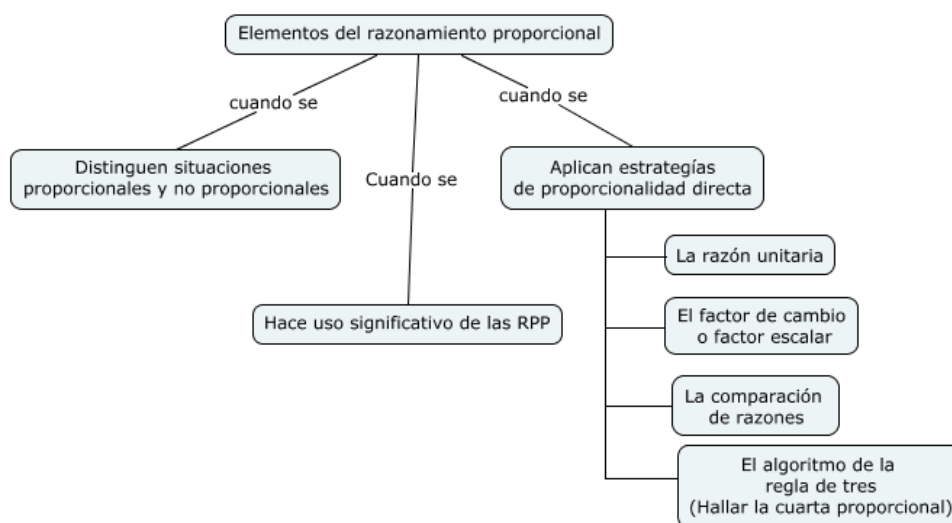 Elementos del razonamiento proporcional
cuando se
cuando se
Distinguen situaciones
proporcionales y no proporcionales
Cuando se
Aplican estrategías
de proporcionalidad directa
La razón unitaria
Hace uso significativo de las RPP
El factor de cambio
o factor escalar
La comparación
de razones
El algoritmo de la
regla de tres
(Hallar la cuarta proporcional)